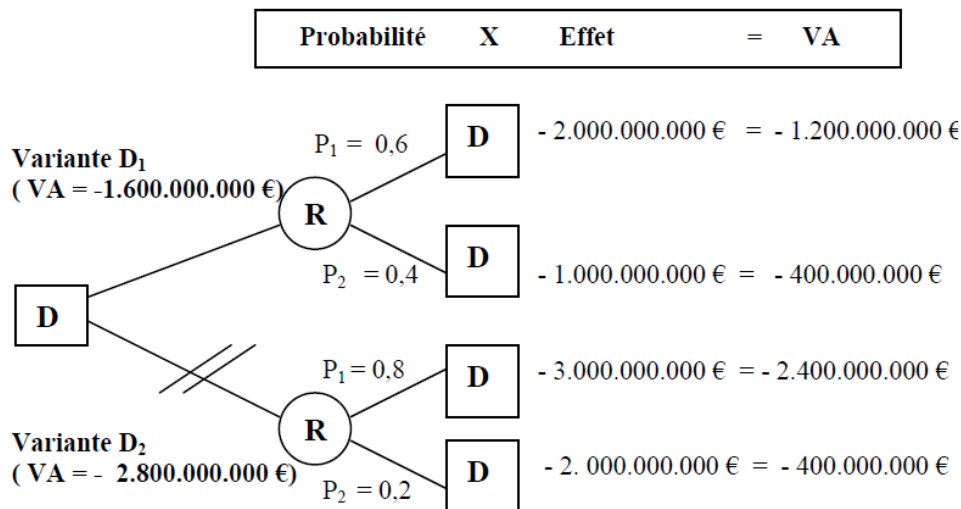 Probabilité X Effet = VA
P1 = 0,6
D
- 2.000.000.000 € = - 1.200.000.000 €
Variante D1
( VA = -1.600.000.000 €)
R
P2 = 0,4
D
- 1.000.000.000 € = - 400.000.000 €
D
P1 = 0,8
D
- 3.000.000.000 € = - 2.400.000.000 €
R
Variante D2
( VA = - 2.800.000.000 €)
P2 = 0,2
D
- 2. 000.000.000 € = - 400.000.000 €